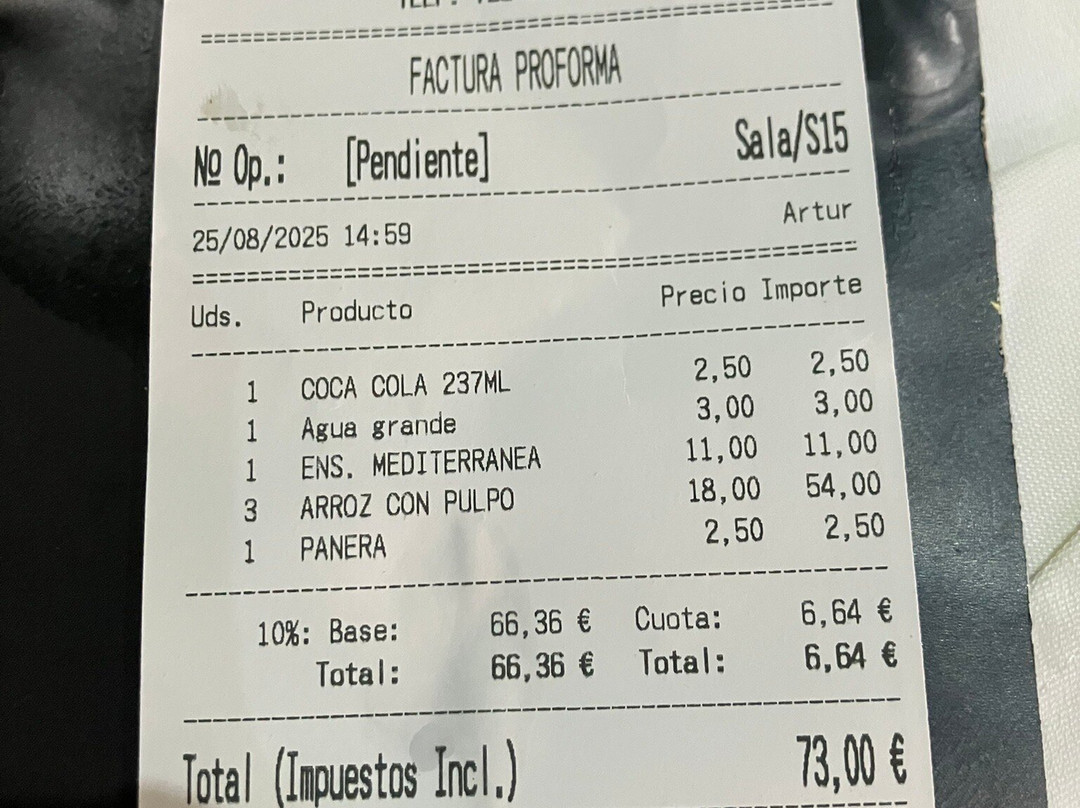 FACTURA PROFORMA
Nº Op.: [Pendiente] Sala/S15
25/08/2025 14:59 Artur
Uds. Producto Precio Importe
1 COCA COLA 237ML 2,50 2,50
1 Agua grande 3,00 3,00
1 ENS. MEDITERRANEA 11,00 11,00
3 ARROZ CON PULPO 18,00 54,00
1 PANERA 2,50 2,50
10%: Base: 66,36 € Cuota: 6,64 €
Total: 66,36 € Total: 6,64 €
Total (Impuestos Incl.) 73,00 €